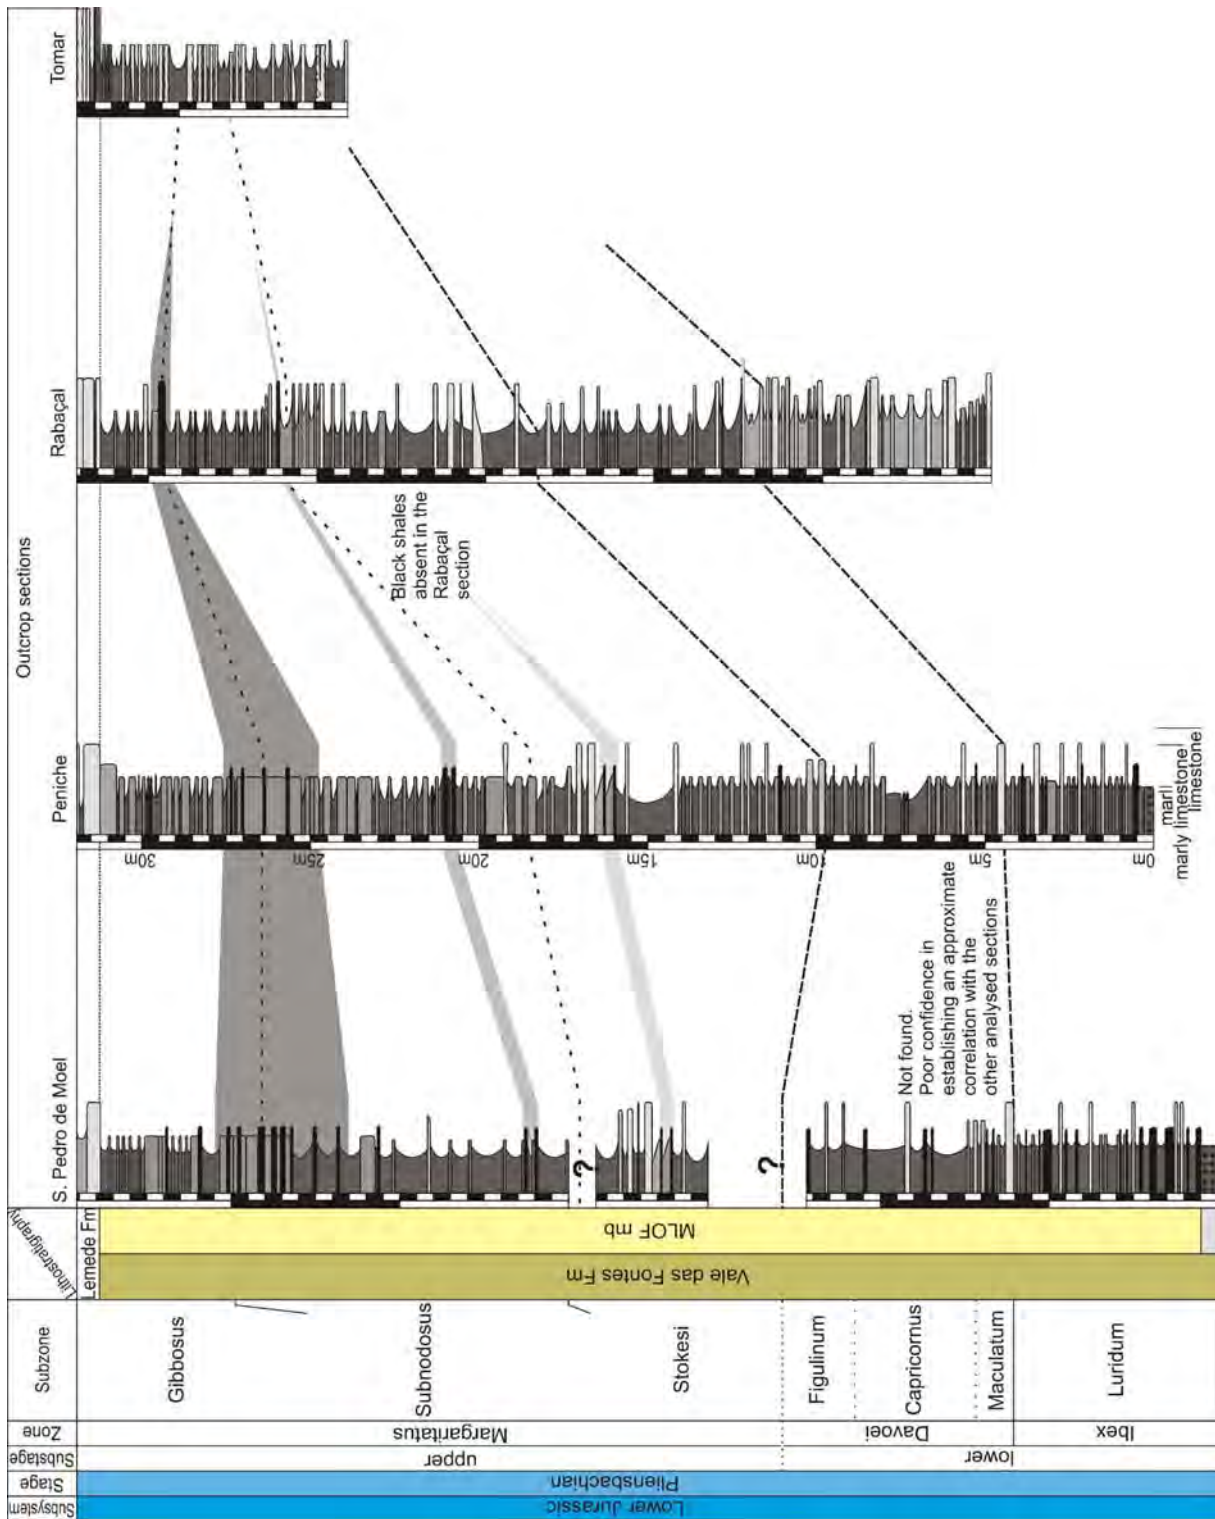 Outcrop sections
Subsystem
Stage
Substage
Zone
Subzone
Lithostratigraphy
S. Pedro de Moel
Peniche
Rabaçal
Tomar
Lower Jurassic
Pliensbachian
upper
lower
Margaritatus
Davoei
Ibex
Gibbosus
Subnodosus
Stokesi
Figulinum
Capricornus
Maculatum
Luridum
Lemede Fm
Vale das Fontes Fm
MLOF mb
?
?
Not found.
Poor confidence in
establishing an approximate
correlation with the
other analysed sections
30m
25m
20m
15m
10m
5m
0m
marl
marly limestone
limestone
Black shales
absent in the
Rabaçal
section